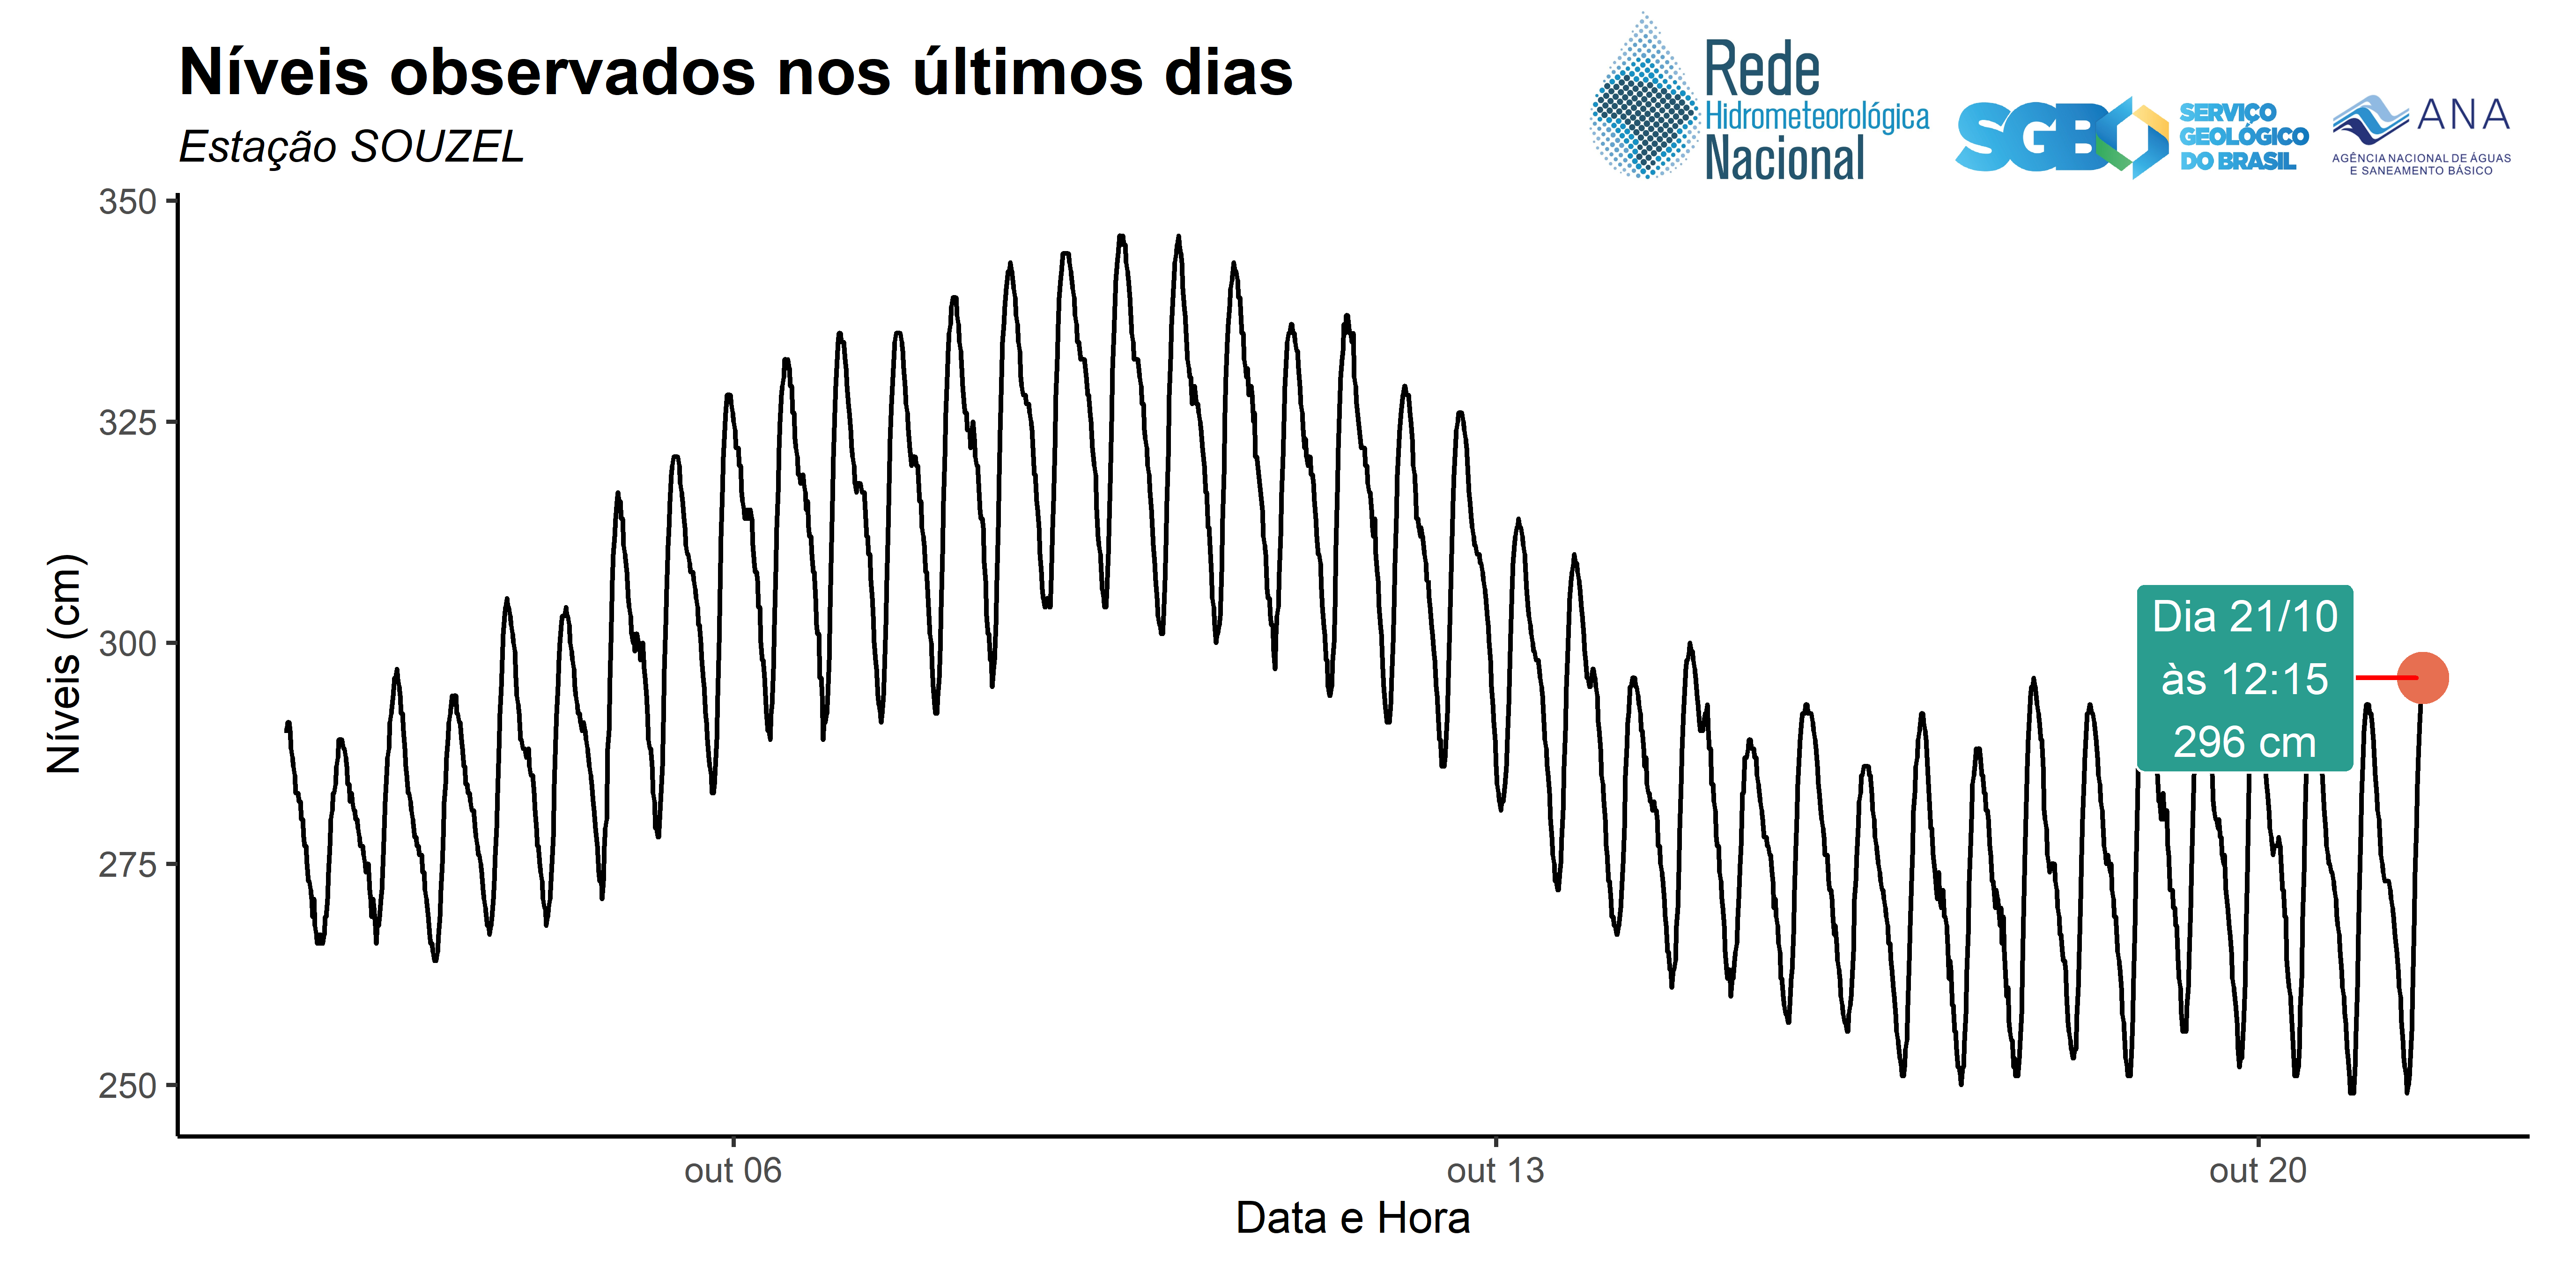 Níveis observados nos últimos dias
Estação SOUZEL
Rede
Hidrometeorológica
Nacional
SGB
SERVIÇO
GEOLÓGICO
DO BRASIL
ANA
AGÊNCIA NACIONAL DE ÁGUAS
E SANEAMENTO BÁSICO
350
325
300
275
250
Níveis (cm)
Dia 21/10
às 12:15
296 cm
out 06
out 13
out 20
Data e Hora